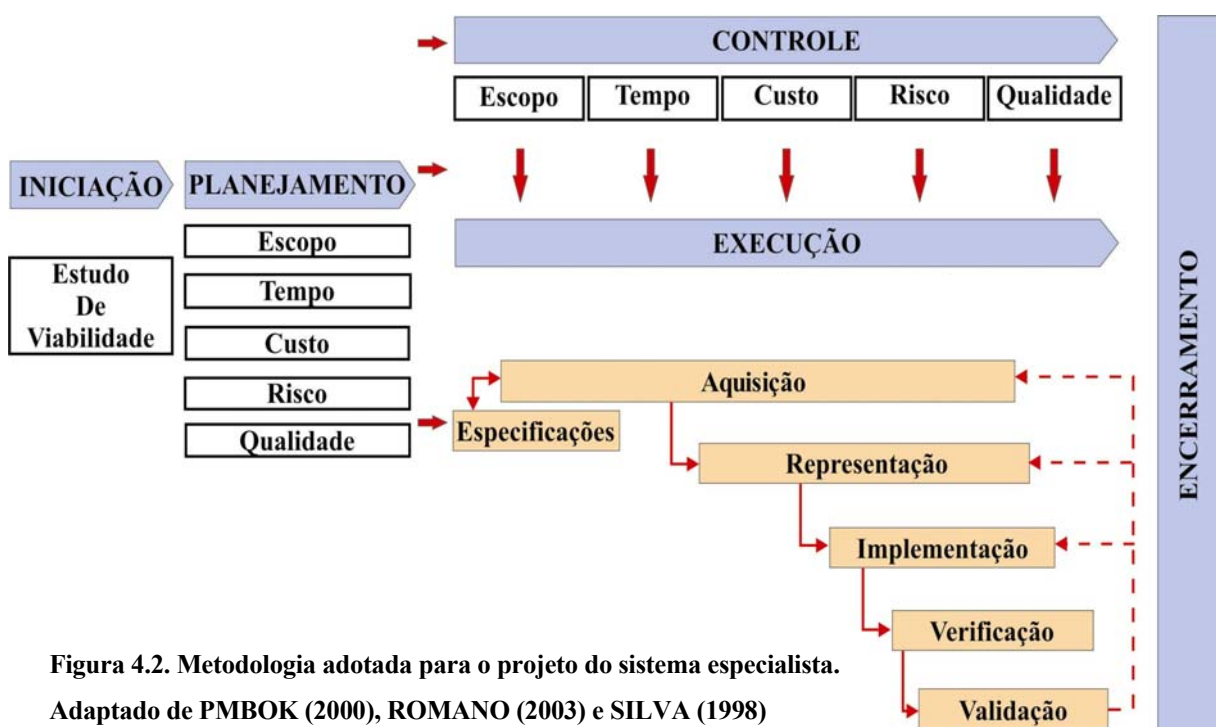 CONTROLE
Escopo Tempo Custo Risco Qualidade
INICIAÇÃO
PLANEJAMENTO
EXECUÇÃO
Estudo
De
Viabilidade
Escopo
Tempo
Custo
Risco
Qualidade
Aquisição
Especificações
Representação
Implementação
Verificação
Validação
ENCERRAMENTO
Figura 4.2. Metodologia adotada para o projeto do sistema especialista.
Adaptado de PMBOK (2000), ROMANO (2003) e SILVA (1998)